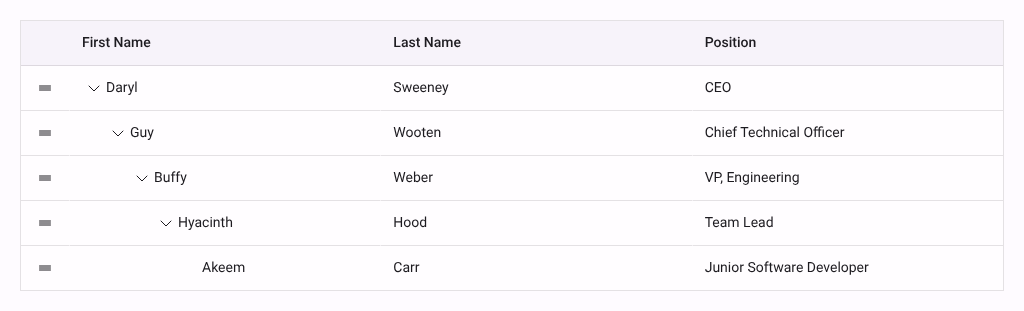 First Name Last Name Position
Daryl Sweeney CEO
Guy Wooten Chief Technical Officer
Buffy Weber VP, Engineering
Hyacinth Hood Team Lead
Akeem Carr Junior Software Developer